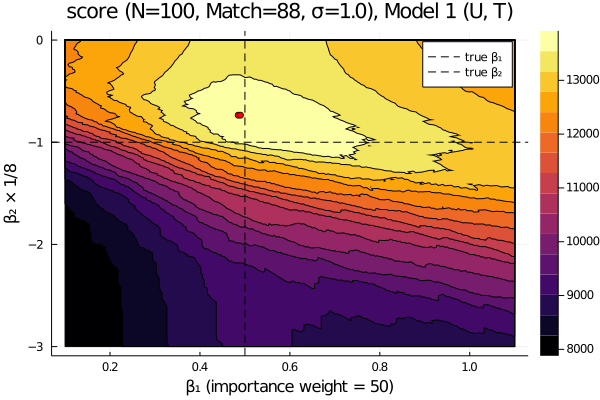 score (N=100, Match=88, σ=1.0), Model 1 (U, T)
true β₁
true β₂
0
−1
−2
−3
β₂ × 1/8
0.2 0.4 0.6 0.8 1.0
β₁ (importance weight = 50)
13000
12000
11000
10000
9000
8000